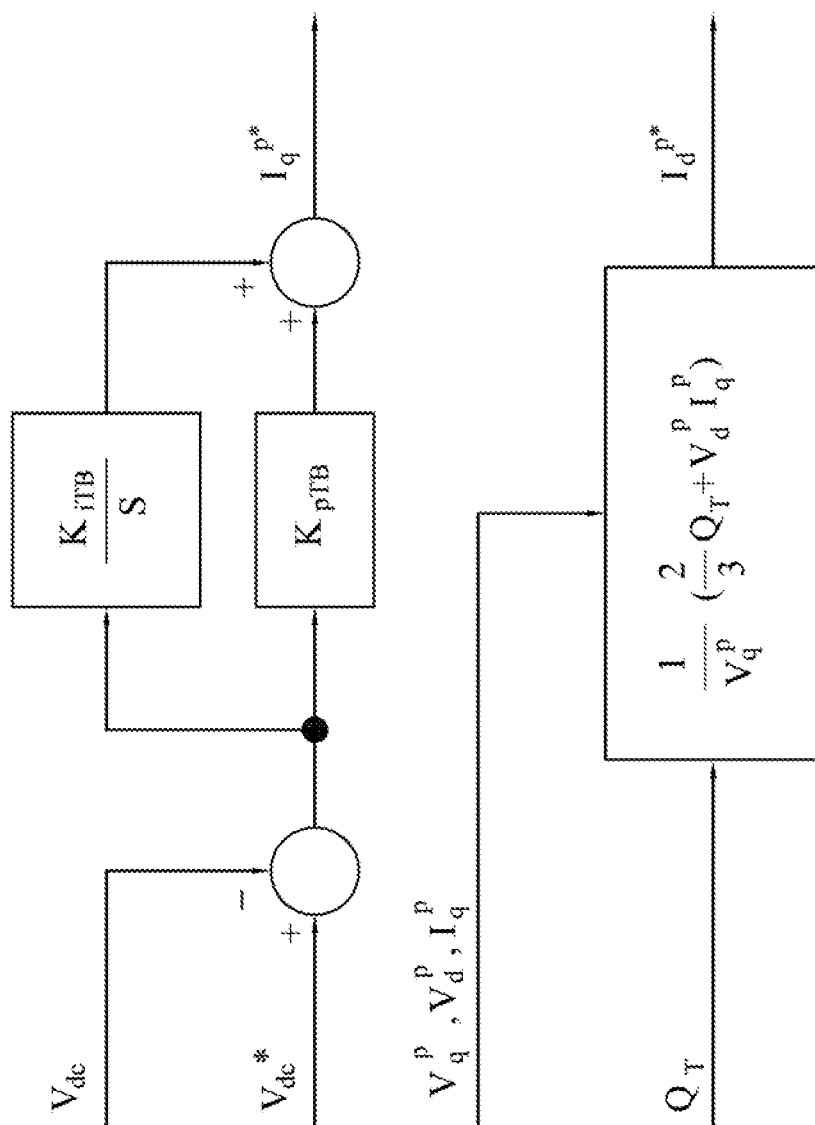 V_dc
V_dc*
−
+
K_iTB
S
K_pTB
+
+
I_q^p*
V_q^p , V_d^p , I_q^p
Q_T
1/V_q^p (2/3 Q_T + V_d^p I_q^p)
I_d^p*